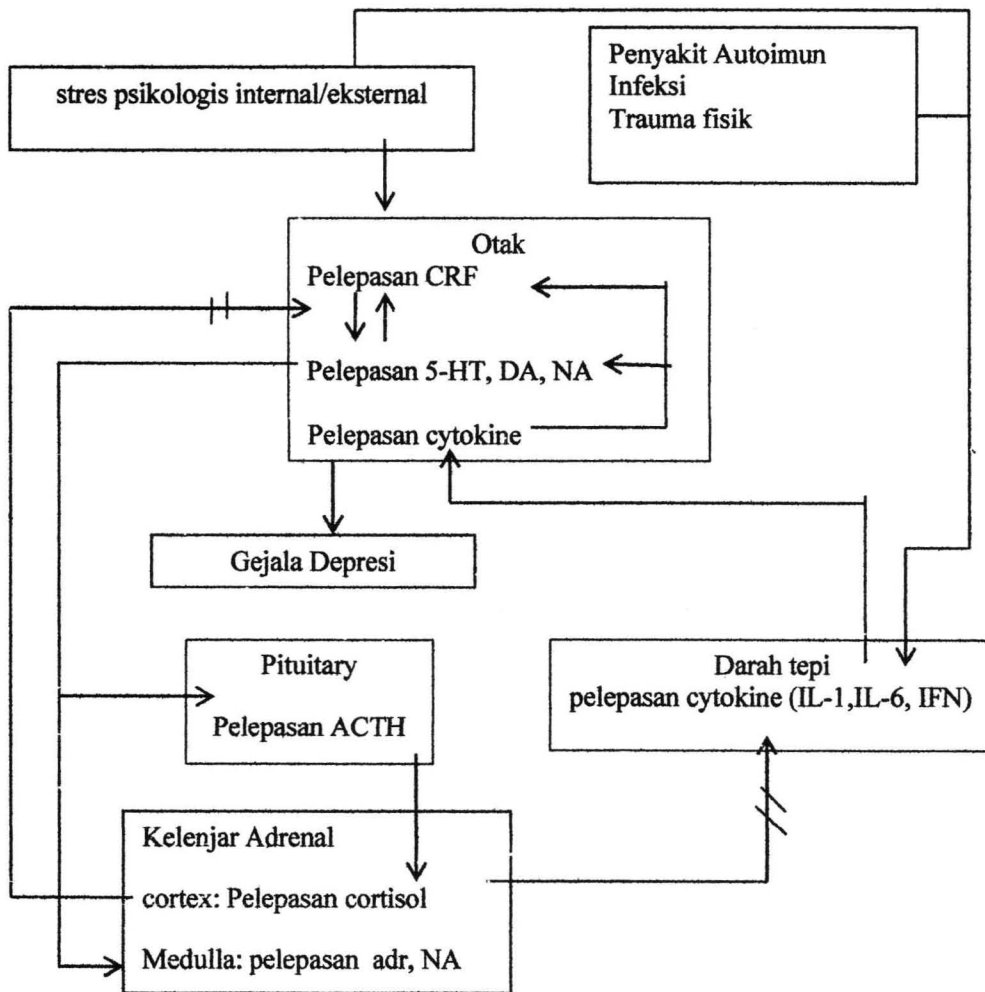 stres psikologis internal/eksternal
Penyakit Autoimun
Infeksi
Trauma fisik
Otak
Pelepasan CRF
Pelepasan 5-HT, DA, NA
Pelepasan cytokine
Gejala Depresi
Pituitary
Pelepasan ACTH
Darah tepi
pelepasan cytokine (IL-1,IL-6, IFN)
Kelenjar Adrenal
cortex: Pelepasan cortisol
Medulla: pelepasan adr, NA